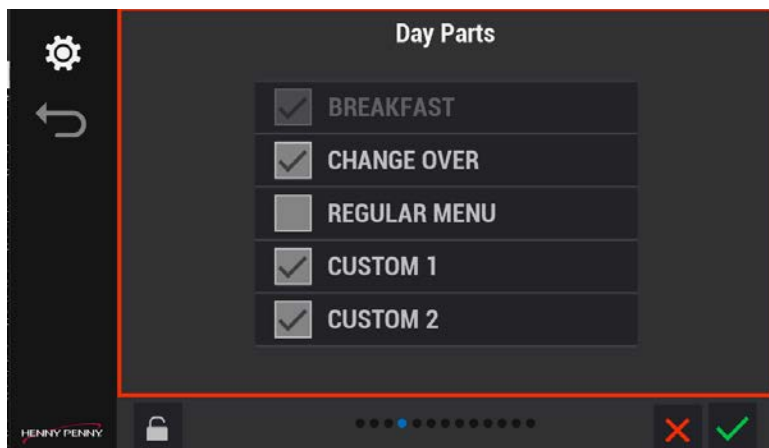 Day Parts
BREAKFAST
CHANGE OVER
REGULAR MENU
CUSTOM 1
CUSTOM 2
HENNY PENNY